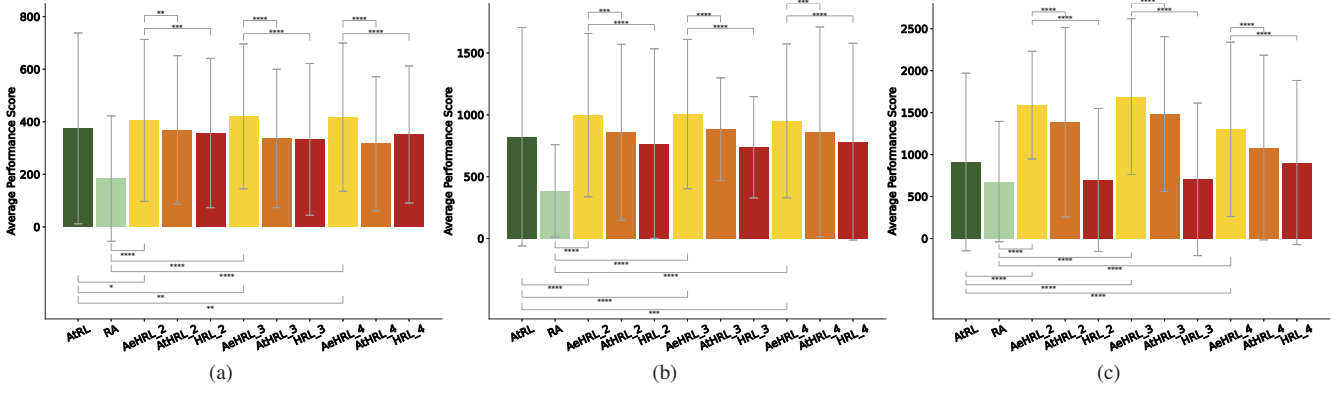 800
600
400
200
0
Average Performance Score
**
***
****
****
****
****
****
****
****
*
**
**
AtRL
RA
AeHRL_2
AtHRL_2
HRL_2
AeHRL_3
AtHRL_3
HRL_3
AeHRL_4
AtHRL_4
HRL_4
(a)
1500
1000
500
0
Average Performance Score
***
****
****
****
***
****
****
****
****
****
****
***
AtRL
RA
AeHRL_2
AtHRL_2
HRL_2
AeHRL_3
AtHRL_3
HRL_3
AeHRL_4
AtHRL_4
HRL_4
(b)
2500
2000
1500
1000
500
0
Average Performance Score
****
****
****
****
****
****
****
****
****
****
****
****
AtRL
RA
AeHRL_2
AtHRL_2
HRL_2
AeHRL_3
AtHRL_3
HRL_3
AeHRL_4
AtHRL_4
HRL_4
(c)